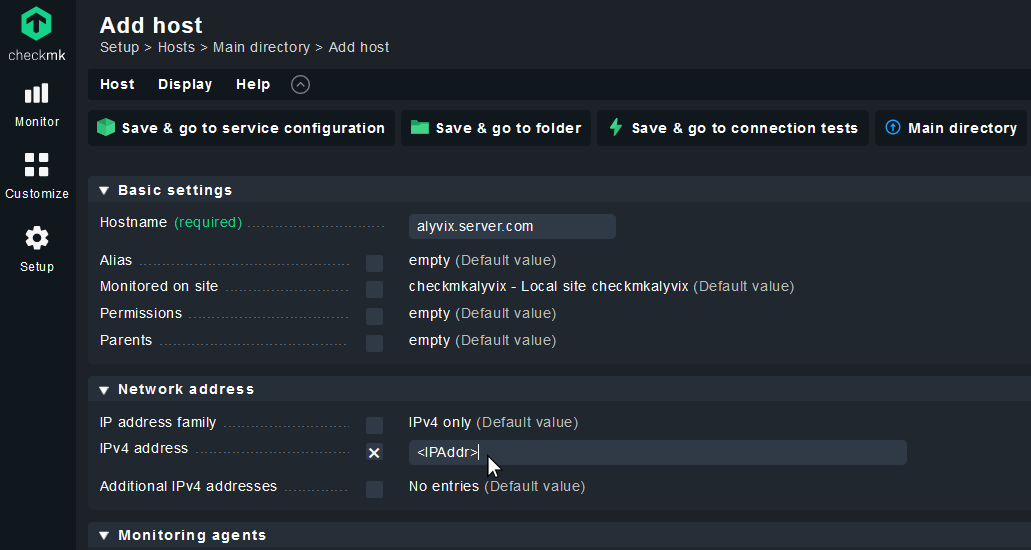 Add host
Setup > Hosts > Main directory > Add host
checkmk
Host Display Help
Monitor
Save & go to service configuration Save & go to folder Save & go to connection tests Main directory
Customize
Basic settings
Hostname (required) alyvix.server.com
Setup
Alias empty (Default value)
Monitored on site checkmkalyvix - Local site checkmkalyvix (Default value)
Permissions empty (Default value)
Parents empty (Default value)
Network address
IP address family IPv4 only (Default value)
IPv4 address <IPAddr>
Additional IPv4 addresses No entries (Default value)
Monitoring agents